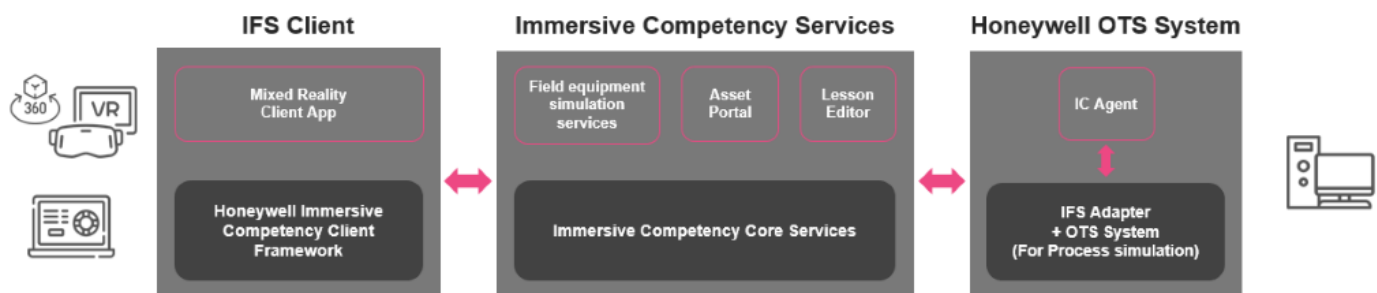 IFS Client
Immersive Competency Services
Honeywell OTS System
360
VR
Mixed Reality
Client App
Field equipment
simulation
services
Asset
Portal
Lesson
Editor
IC Agent
Honeywell Immersive
Competency Client
Framework
Immersive Competency Core Services
IFS Adapter
+ OTS System
(For Process simulation)